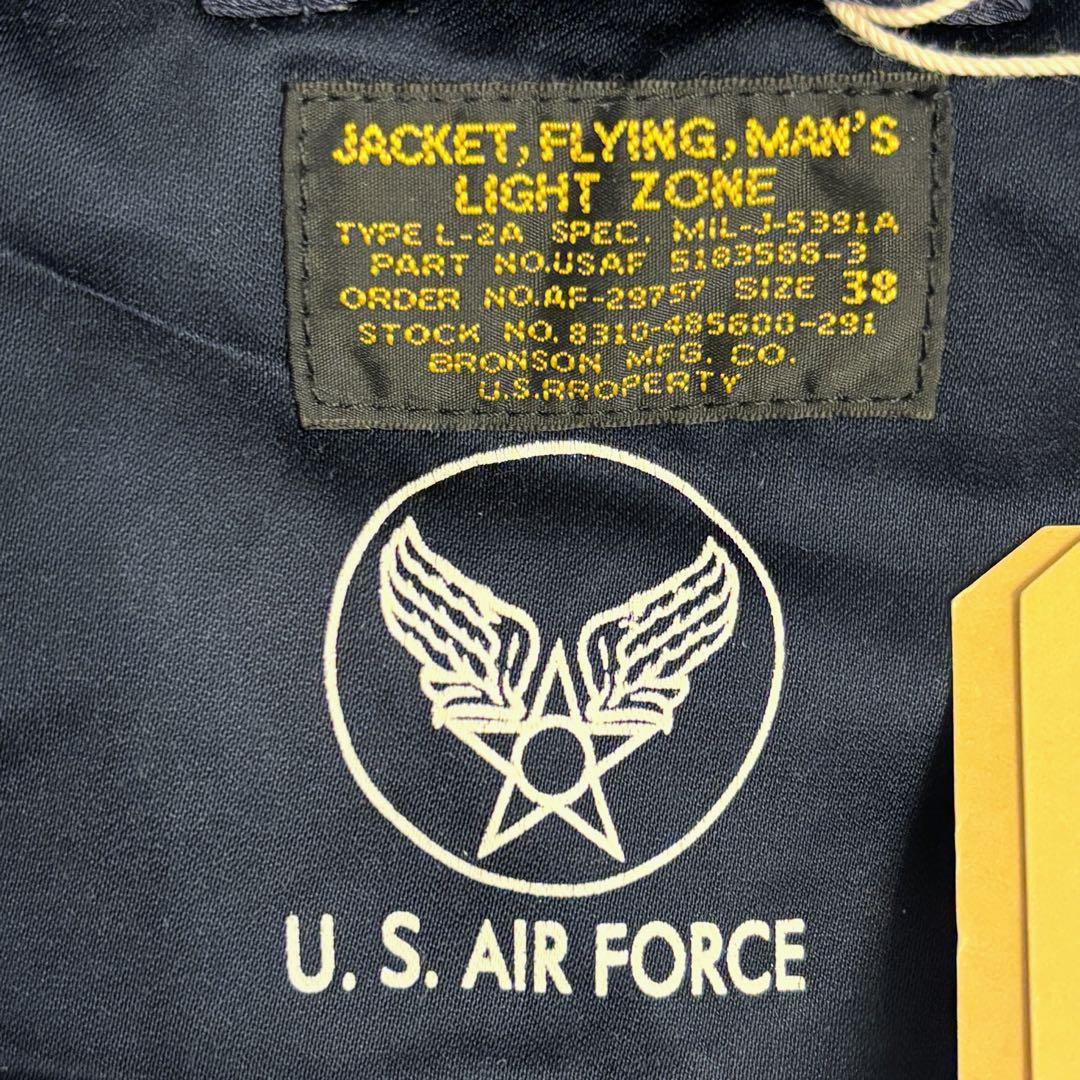 JACKET, FLYING, MAN'S
LIGHT ZONE
TYPE L-2A SPEC. MIL-J-5391A
PART NO.USAF 5183568-3
ORDER NO.AF-29757 SIZE 38
STOCK NO. 8310-485600-291
BRONSON MFG. CO.
U.S.RROPERTY
U. S. AIR FORCE